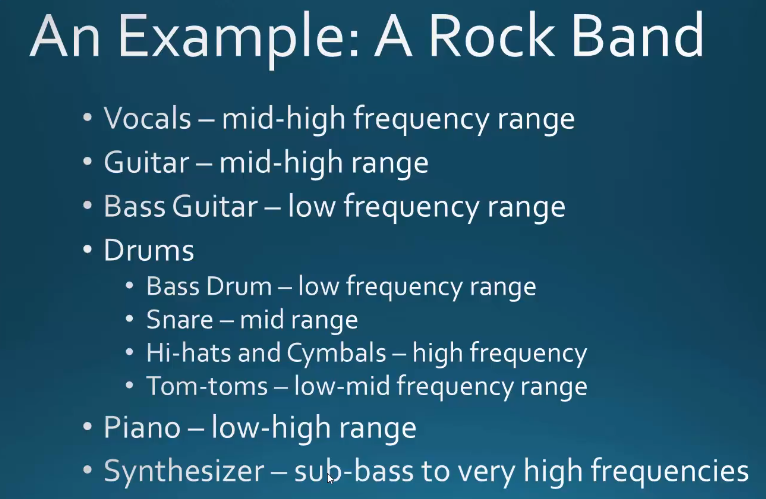 An Example: A Rock Band
• Vocals – mid-high frequency range
• Guitar – mid-high range
• Bass Guitar – low frequency range
• Drums
• Bass Drum – low frequency range
• Snare – mid range
• Hi-hats and Cymbals – high frequency
• Tom-toms – low-mid frequency range
• Piano – low-high range
• Synthesizer – sub-bass to very high frequencies